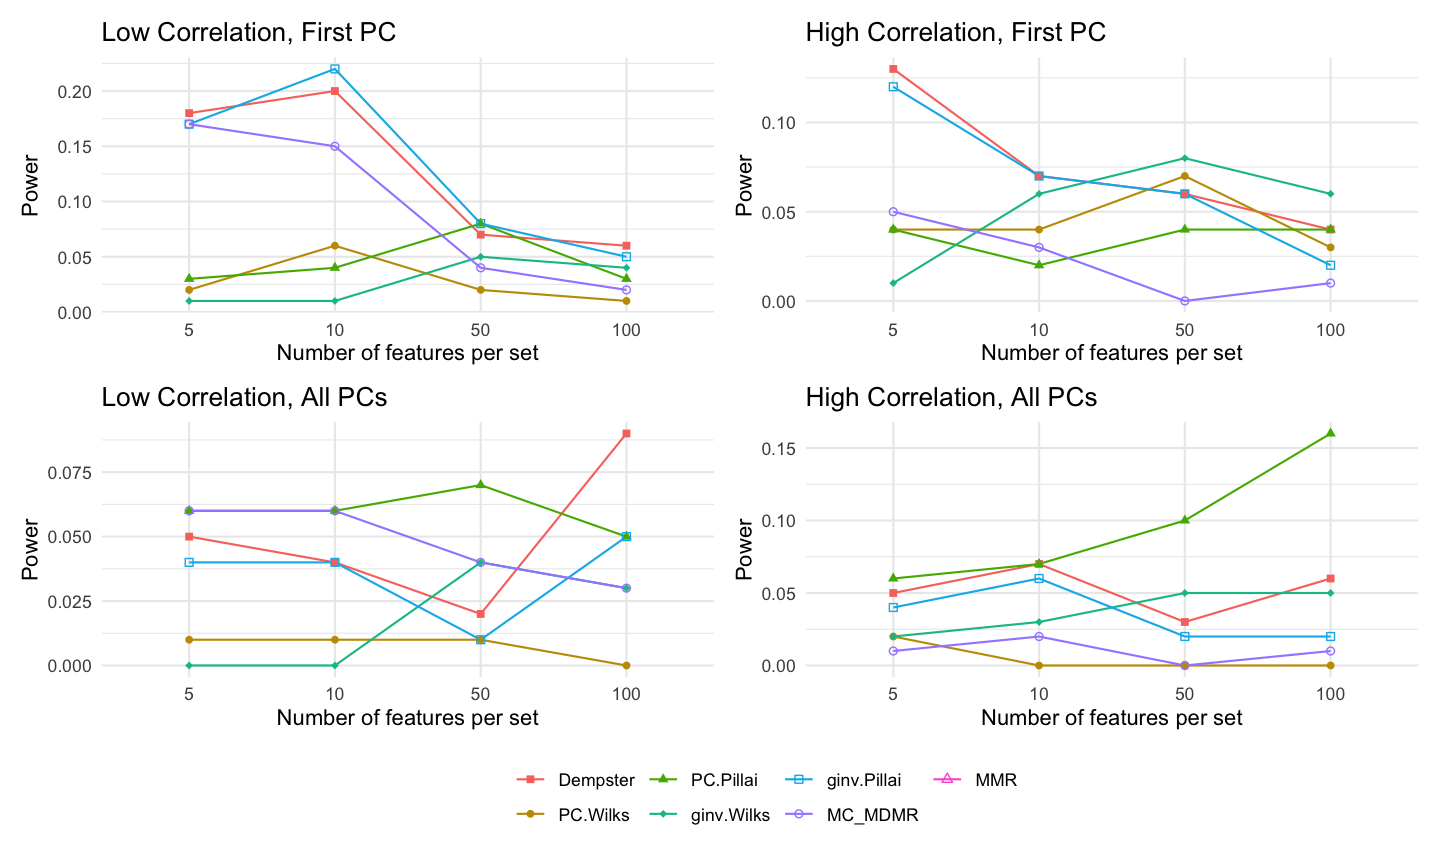 Low Correlation, First PC
Power
0.20
0.15
0.10
0.05
0.00
5 10 50 100
Number of features per set
High Correlation, First PC
Power
0.10
0.05
0.00
5 10 50 100
Number of features per set
Low Correlation, All PCs
Power
0.075
0.050
0.025
0.000
5 10 50 100
Number of features per set
High Correlation, All PCs
Power
0.15
0.10
0.05
0.00
5 10 50 100
Number of features per set
Dempster PC.Pillai ginv.Pillai MMR
PC.Wilks ginv.Wilks MC_MDMR